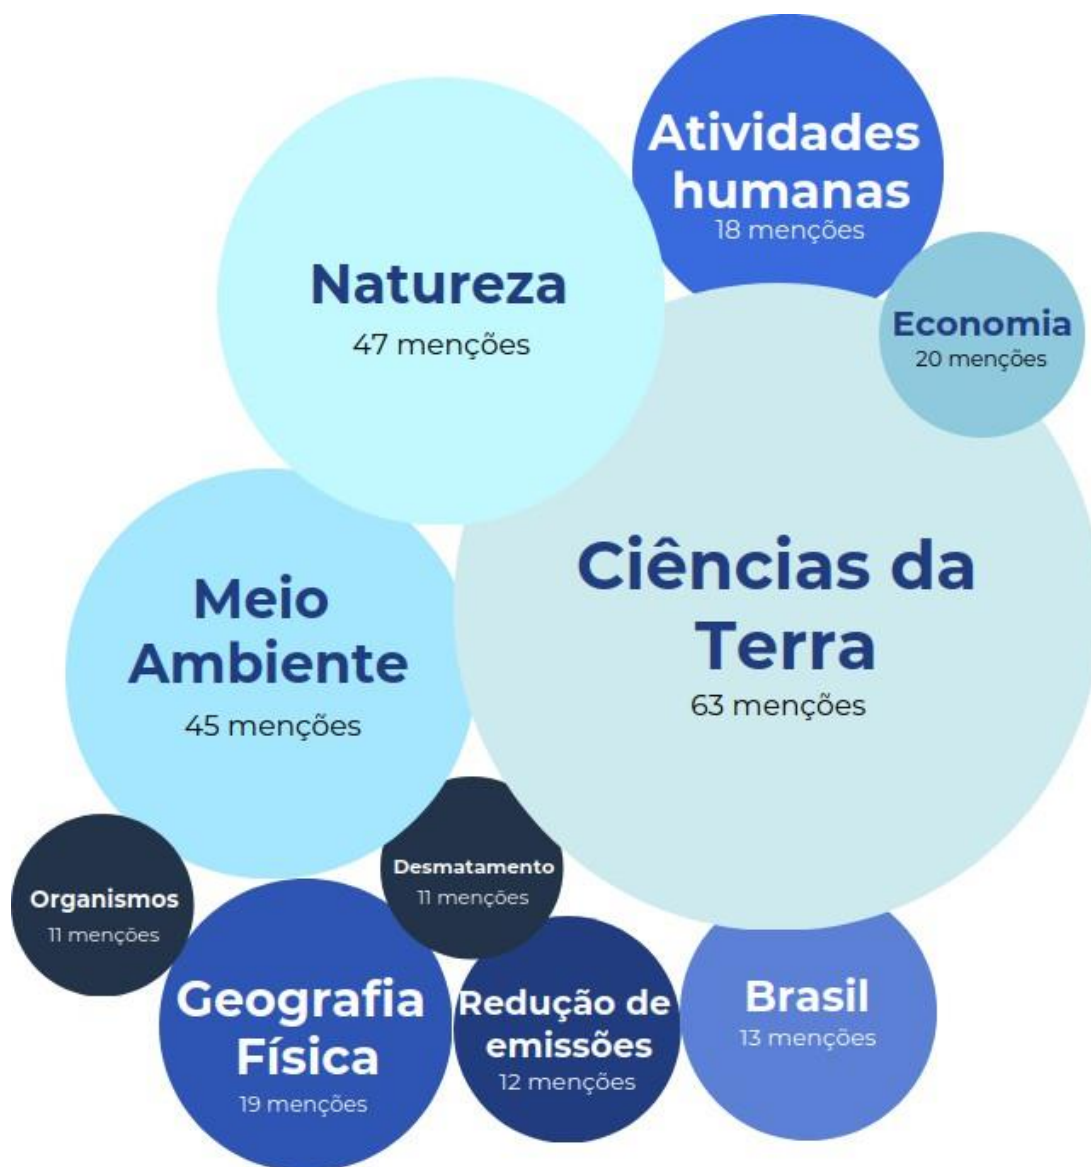 Atividades
humanas
18 menções
Natureza
47 menções
Economia
20 menções
Ciências da
Terra
63 menções
Meio
Ambiente
45 menções
Desmatamento
11 menções
Organismos
11 menções
Geografia
Física
19 menções
Redução de
emissões
12 menções
Brasil
13 menções